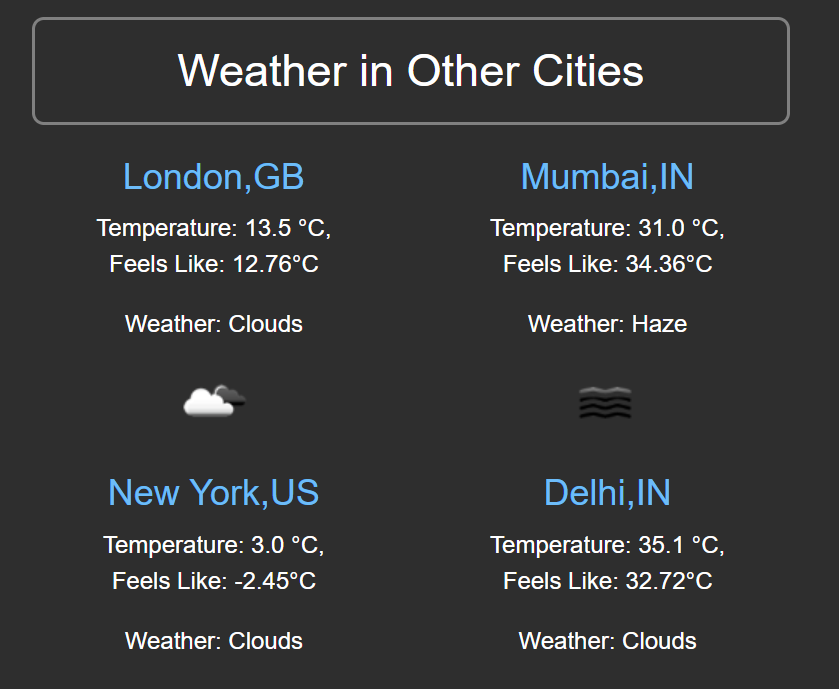 Weather in Other Cities
London,GB
Temperature: 13.5 °C,
Feels Like: 12.76°C
Weather: Clouds
Mumbai,IN
Temperature: 31.0 °C,
Feels Like: 34.36°C
Weather: Haze
New York,US
Temperature: 3.0 °C,
Feels Like: -2.45°C
Weather: Clouds
Delhi,IN
Temperature: 35.1 °C,
Feels Like: 32.72°C
Weather: Clouds